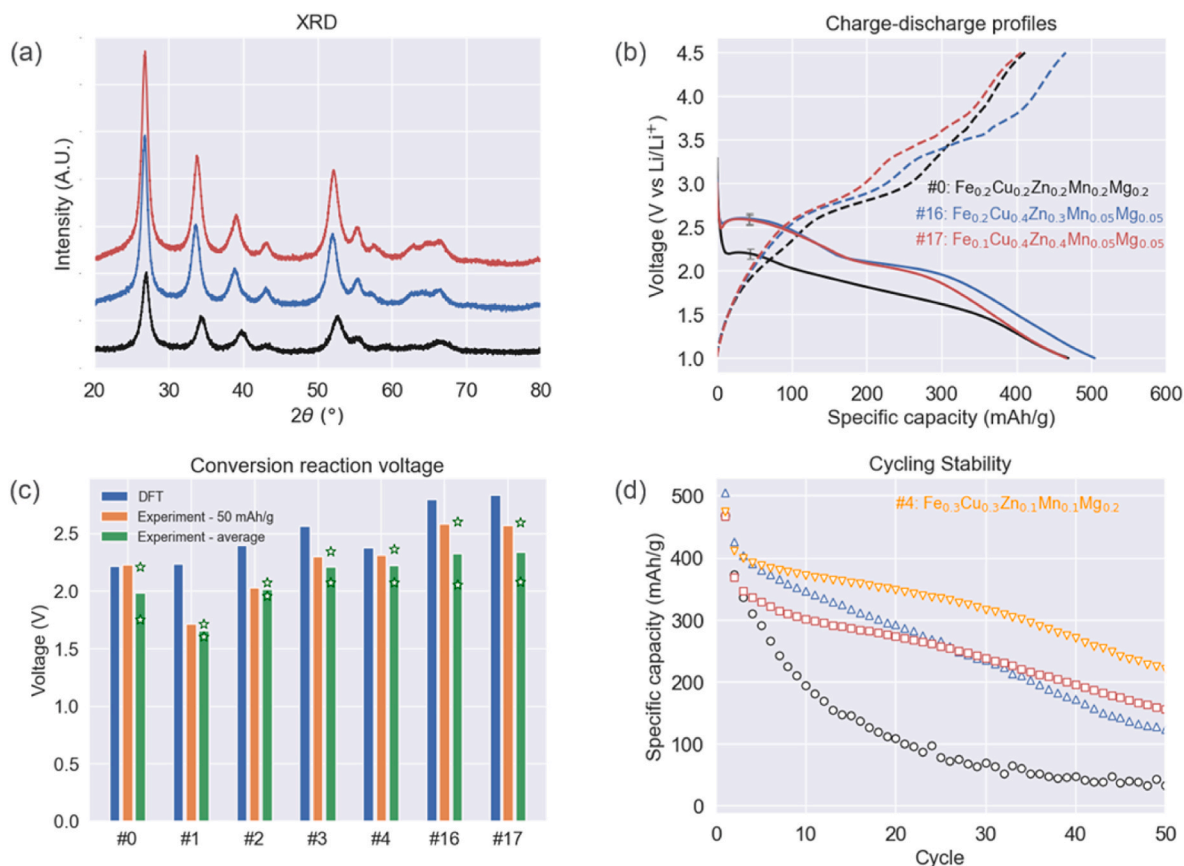 (a)
XRD
Intensity (A.U.)
20 30 40 50 60 70 80
2θ (°)
(b)
Charge-discharge profiles
Voltage (V vs Li/Li⁺)
4.5
4.0
3.5
3.0
2.5
2.0
1.5
1.0
#0: Fe₀.₂Cu₀.₂Zn₀.₂Mn₀.₂Mg₀.₂
#16: Fe₀.₂Cu₀.₄Zn₀.₃Mn₀.₀₅Mg₀.₀₅
#17: Fe₀.₁Cu₀.₄Zn₀.₄Mn₀.₀₅Mg₀.₀₅
0 100 200 300 400 500 600
Specific capacity (mAh/g)
(c)
Conversion reaction voltage
DFT
Experiment - 50 mAh/g
Experiment - average
Voltage (V)
2.5
2.0
1.5
1.0
0.5
0.0
#0 #1 #2 #3 #4 #16 #17
(d)
Cycling Stability
#4: Fe₀.₃Cu₀.₃Zn₀.₁Mn₀.₁Mg₀.₂
Specific capacity (mAh/g)
500
400
300
200
100
0
0 10 20 30 40 50
Cycle